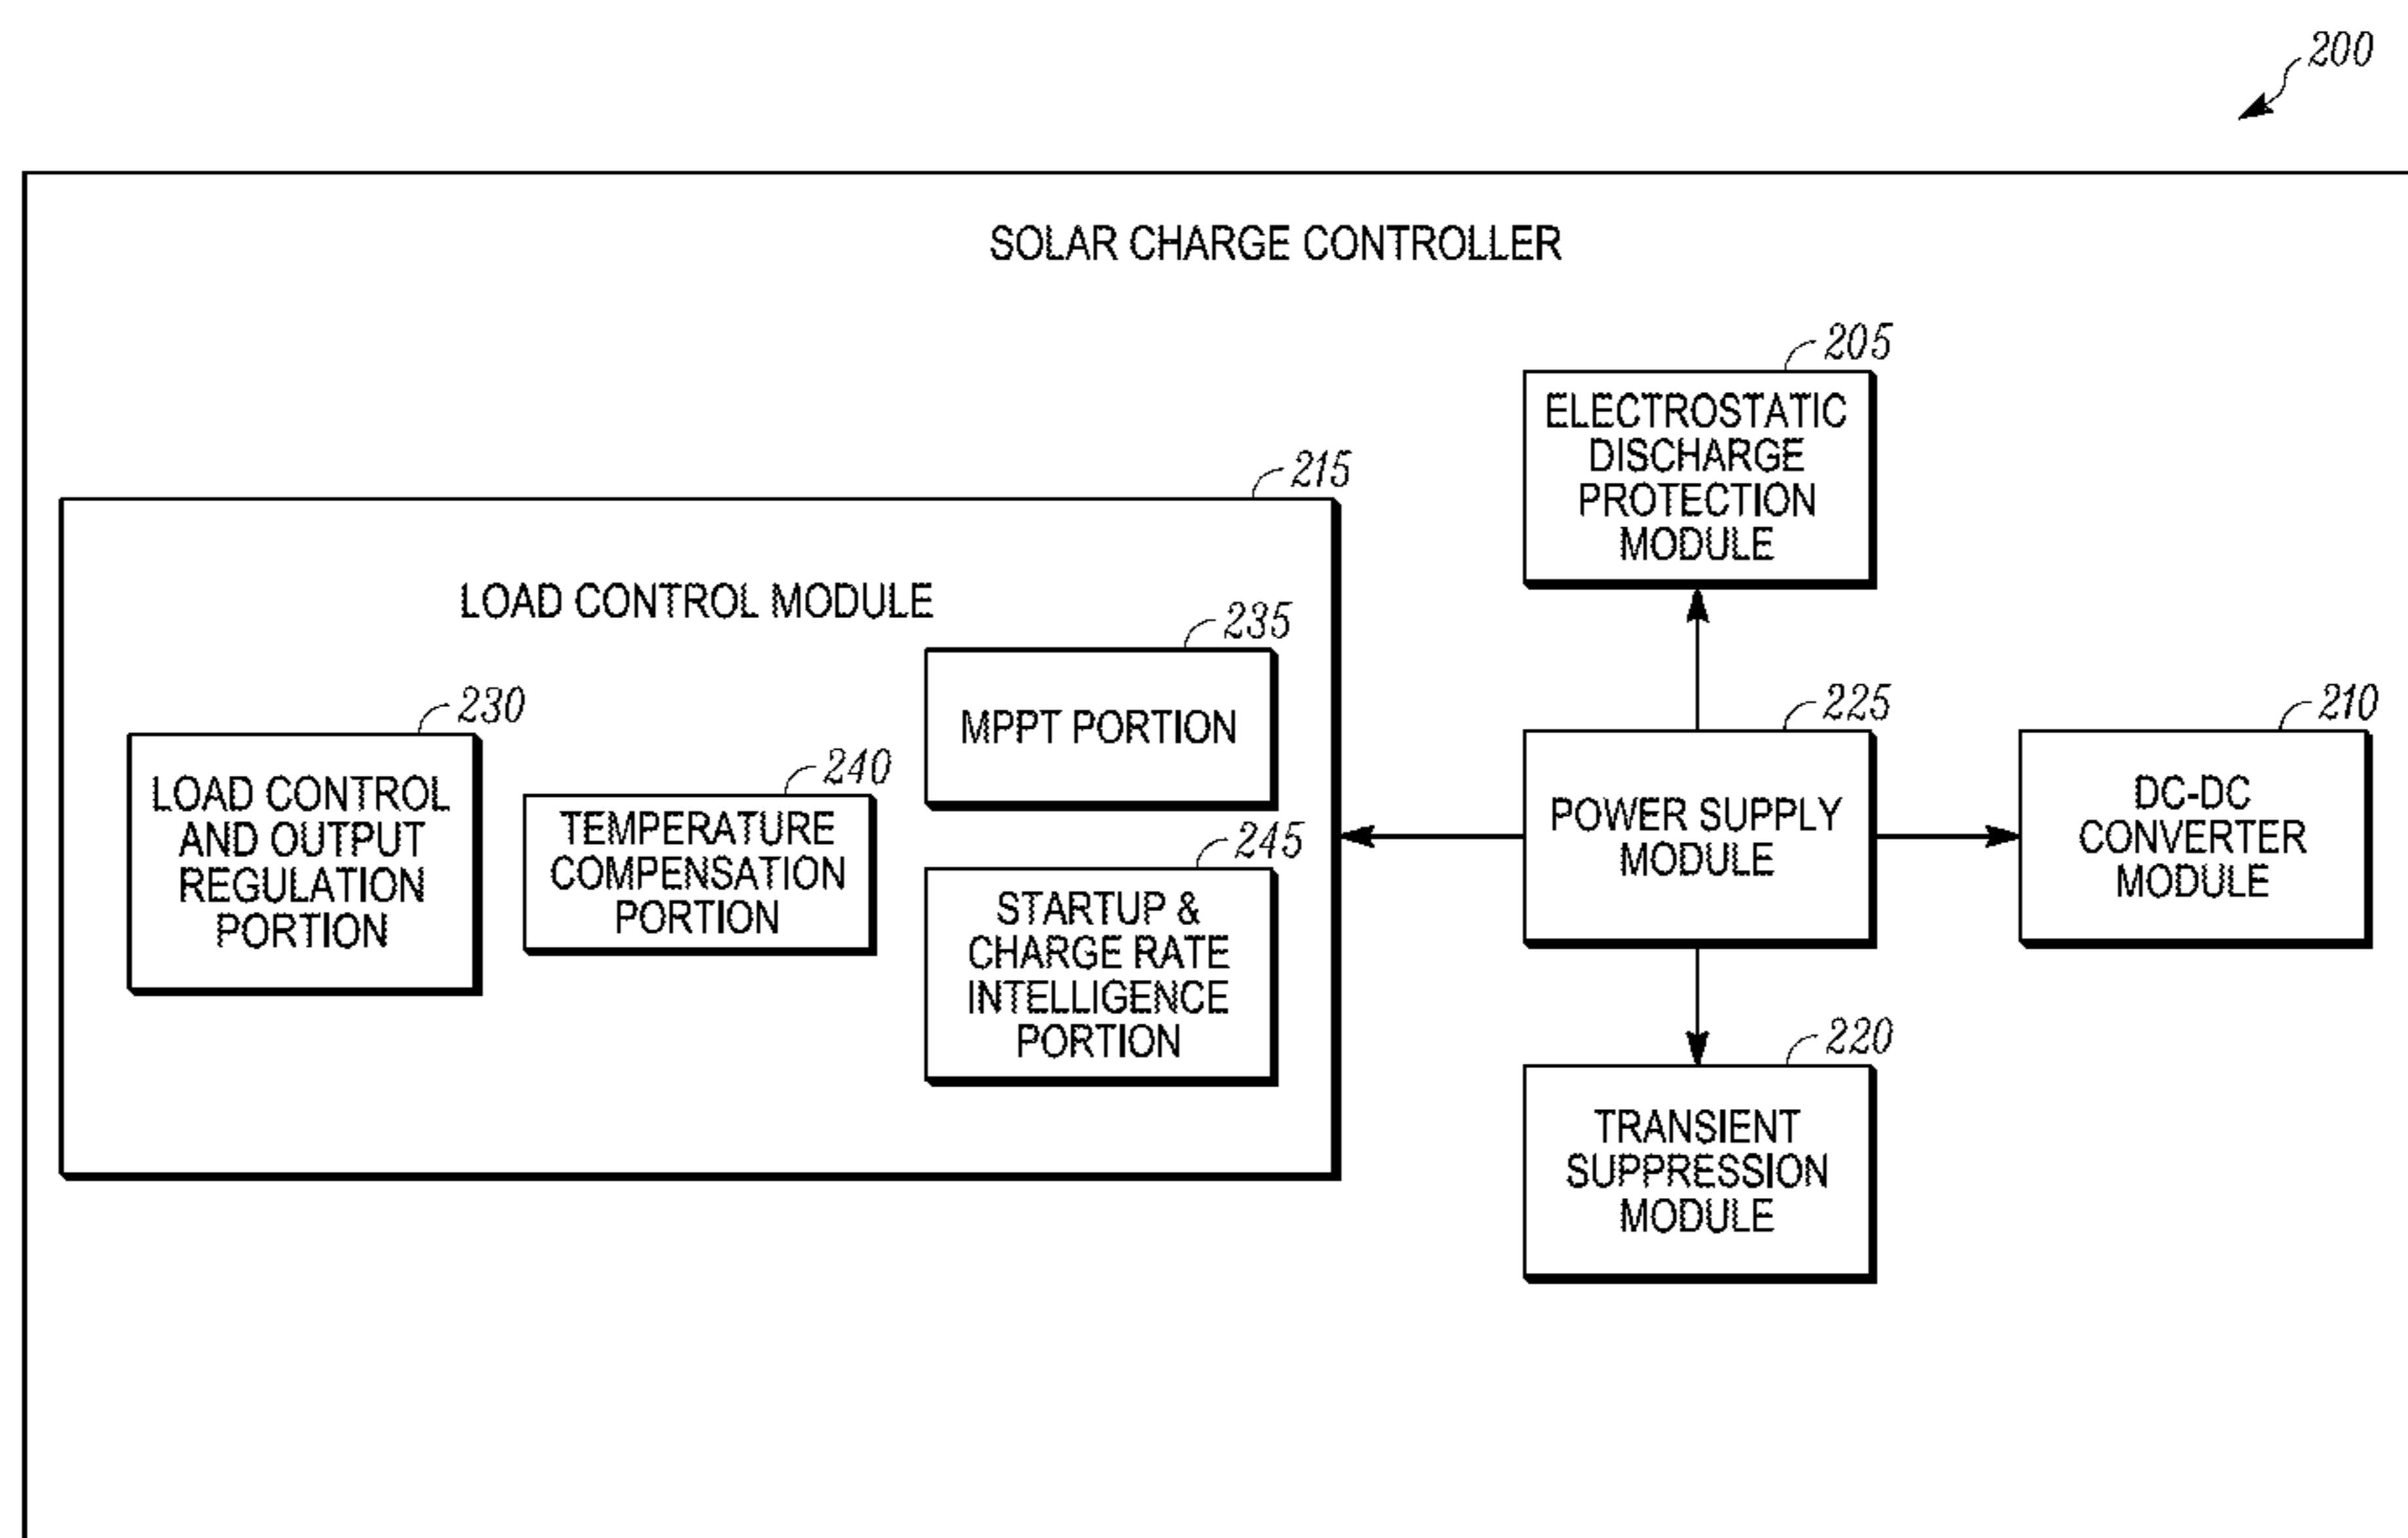 200
SOLAR CHARGE CONTROLLER
205
ELECTROSTATIC
DISCHARGE
PROTECTION
MODULE
215
LOAD CONTROL MODULE
230
LOAD CONTROL
AND OUTPUT
REGULATION
PORTION
240
TEMPERATURE
COMPENSATION
PORTION
235
MPPT PORTION
245
STARTUP &
CHARGE RATE
INTELLIGENCE
PORTION
225
POWER SUPPLY
MODULE
210
DC-DC
CONVERTER
MODULE
220
TRANSIENT
SUPPRESSION
MODULE